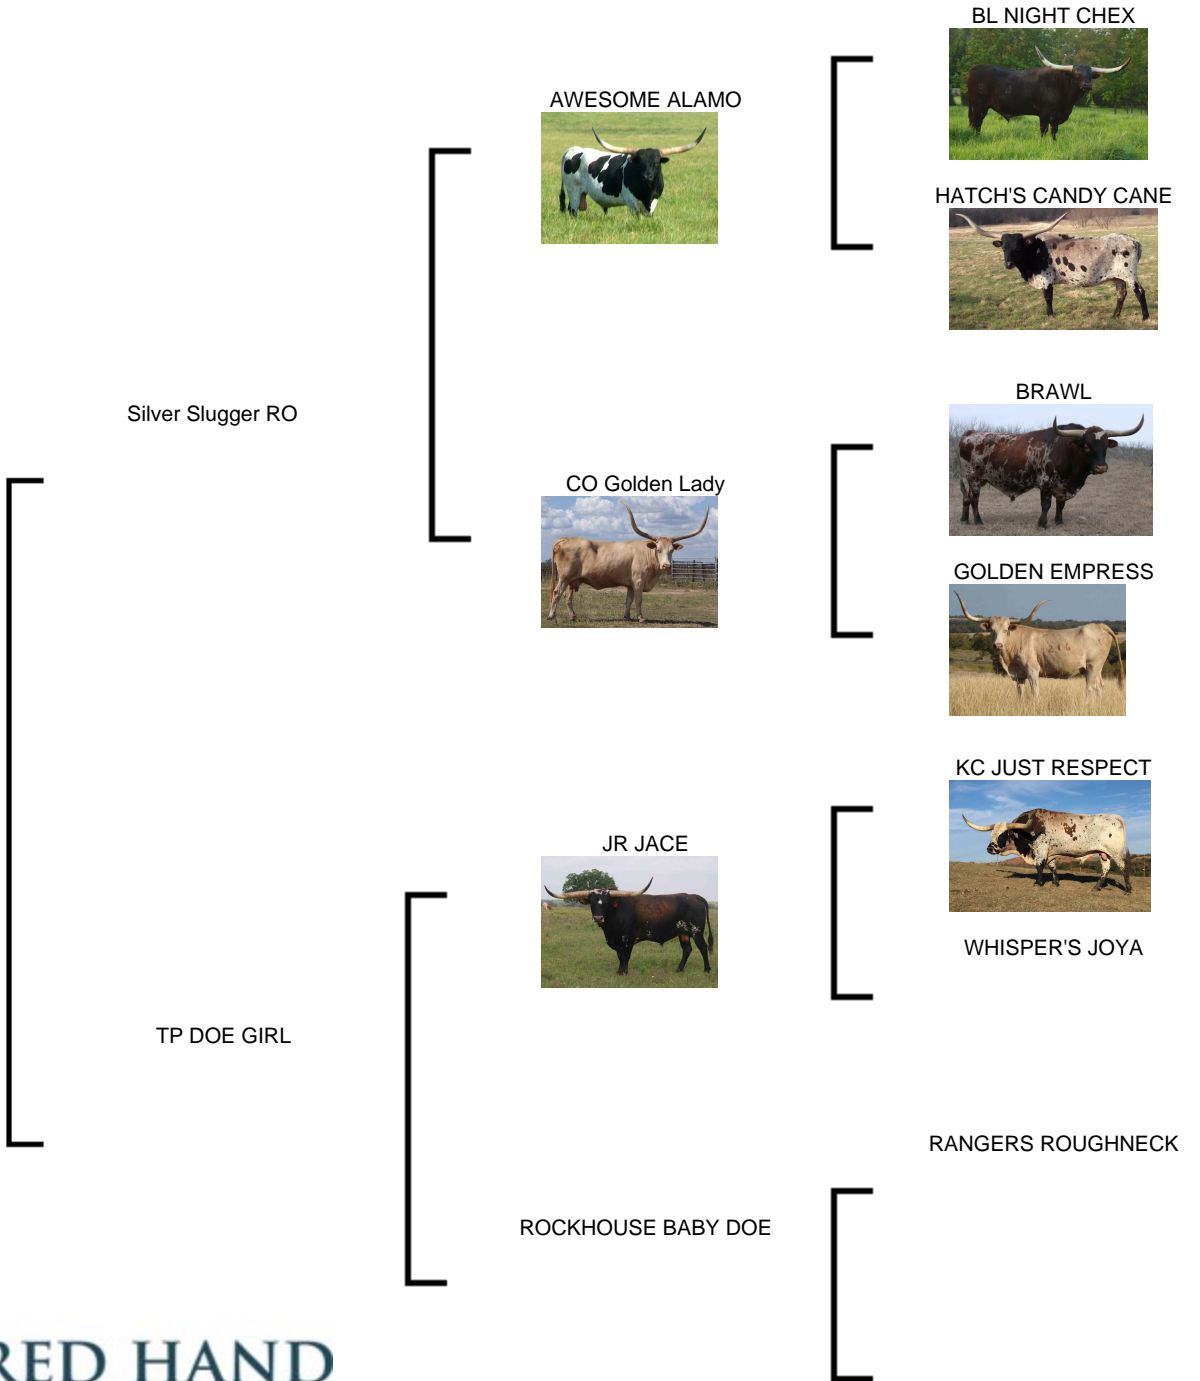 BL NIGHT CHEX
AWESOME ALAMO
HATCH'S CANDY CANE
Silver Slugger RO
BRAWL
CO Golden Lady
GOLDEN EMPRESS
KC JUST RESPECT
JR JACE
WHISPER'S JOYA
TP DOE GIRL
RANGERS ROUGHNECK
ROCKHOUSE BABY DOE
RED HAND